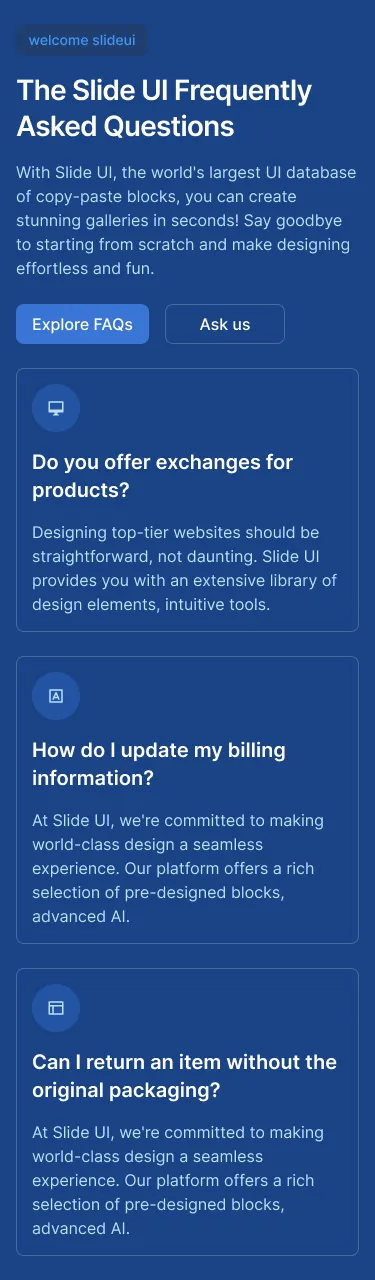 welcome slideui
The Slide UI Frequently
Asked Questions
With Slide UI, the world's largest UI database
of copy-paste blocks, you can create
stunning galleries in seconds! Say goodbye
to starting from scratch and make designing
effortless and fun.
Explore FAQs
Ask us
Do you offer exchanges for
products?
Designing top-tier websites should be
straightforward, not daunting. Slide UI
provides you with an extensive library of
design elements, intuitive tools.
How do I update my billing
information?
At Slide UI, we're committed to making
world-class design a seamless
experience. Our platform offers a rich
selection of pre-designed blocks,
advanced AI.
Can I return an item without the
original packaging?
At Slide UI, we're committed to making
world-class design a seamless
experience. Our platform offers a rich
selection of pre-designed blocks,
advanced AI.